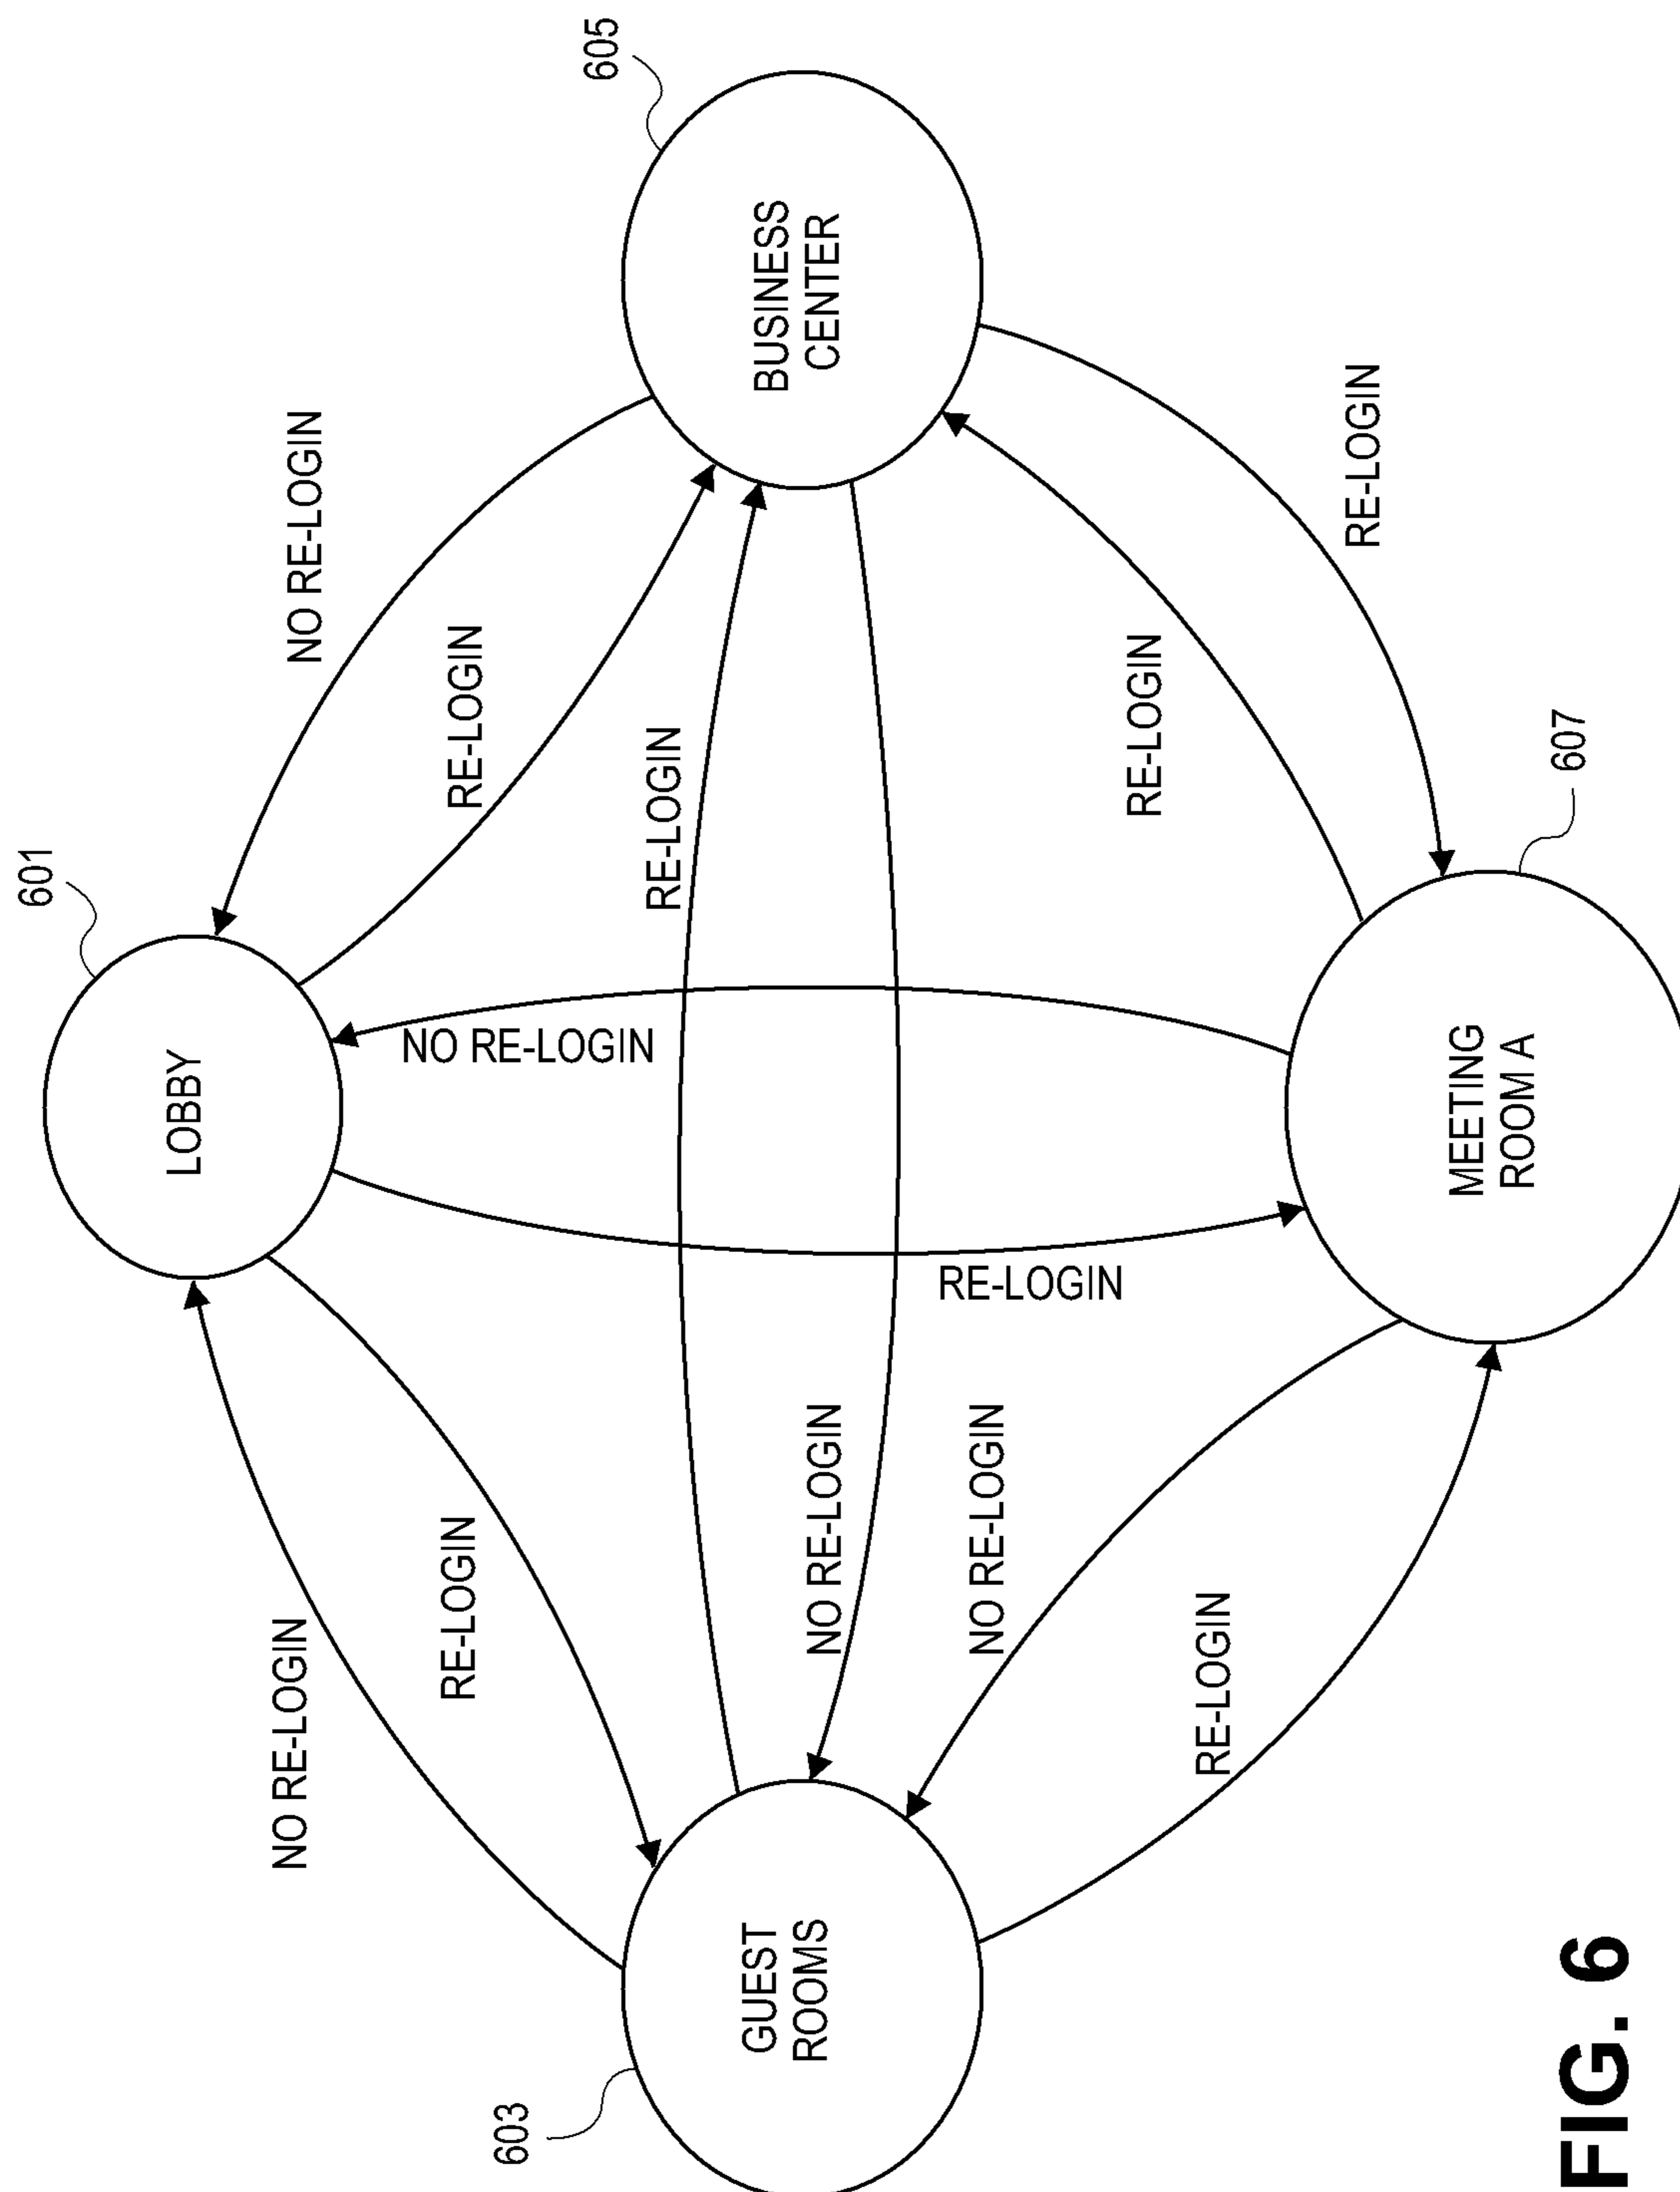 601
LOBBY
NO RE-LOGIN
NO RE-LOGIN
RE-LOGIN
RE-LOGIN
603
NO RE-LOGIN
605
RE-LOGIN
GUEST
ROOMS
BUSINESS
CENTER
NO RE-LOGIN
NO RE-LOGIN
RE-LOGIN
RE-LOGIN
RE-LOGIN
RE-LOGIN
MEETING
ROOM A
607
FIG. 6